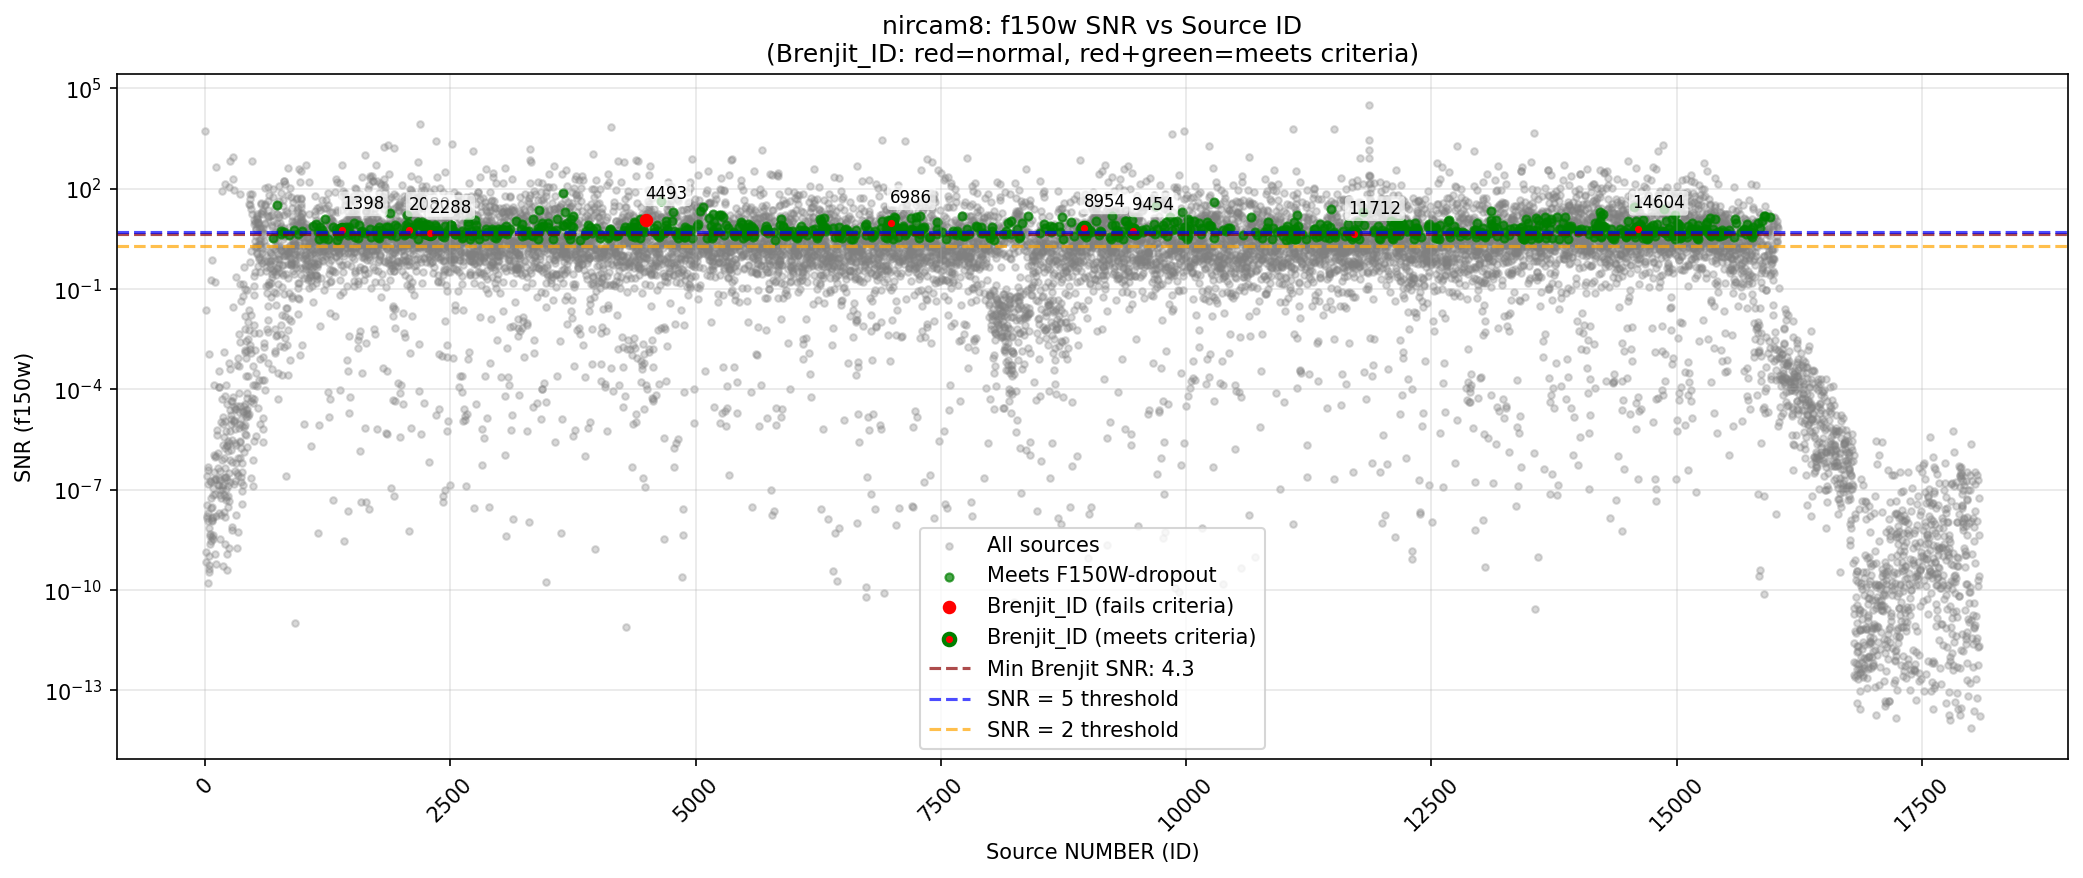 nircam8: f150w SNR vs Source ID
(Brenjit_ID: red=normal, red+green=meets criteria)
SNR (f150w)
10^5
10^2
10^-1
10^-4
10^-7
10^-10
10^-13
1398
2288
4493
6986
8954
9454
11712
14604
All sources
Meets F150W-dropout
Brenjit_ID (fails criteria)
Brenjit_ID (meets criteria)
Min Brenjit SNR: 4.3
SNR = 5 threshold
SNR = 2 threshold
0
2500
5000
7500
10000
12500
15000
17500
Source NUMBER (ID)